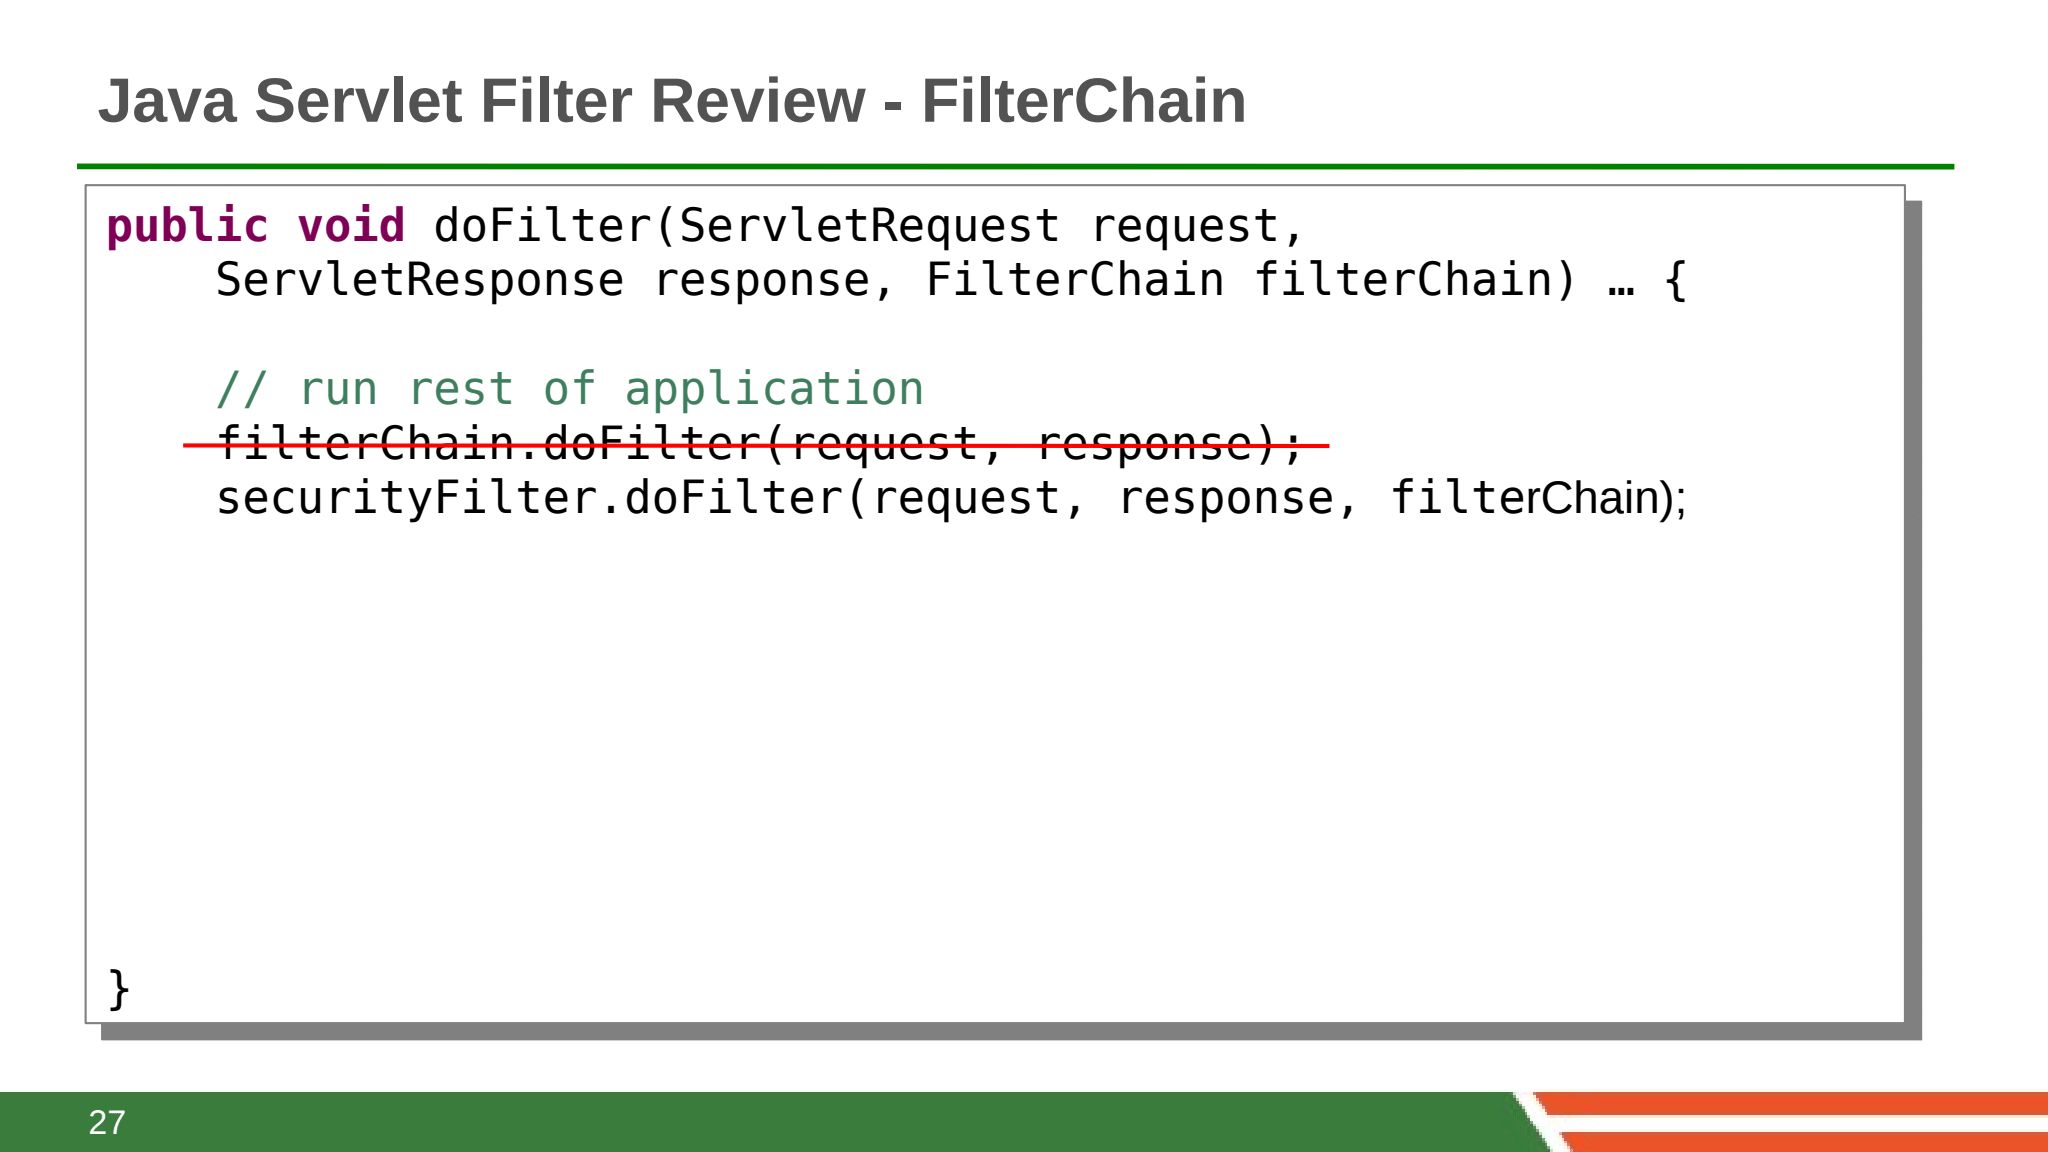 Java Servlet Filter Review - FilterChain
public void doFilter(ServletRequest request,
    ServletResponse response, FilterChain filterChain) … {
    // run rest of application
    filterChain.doFilter(request, response);
    securityFilter.doFilter(request, response, filterChain);
}
27